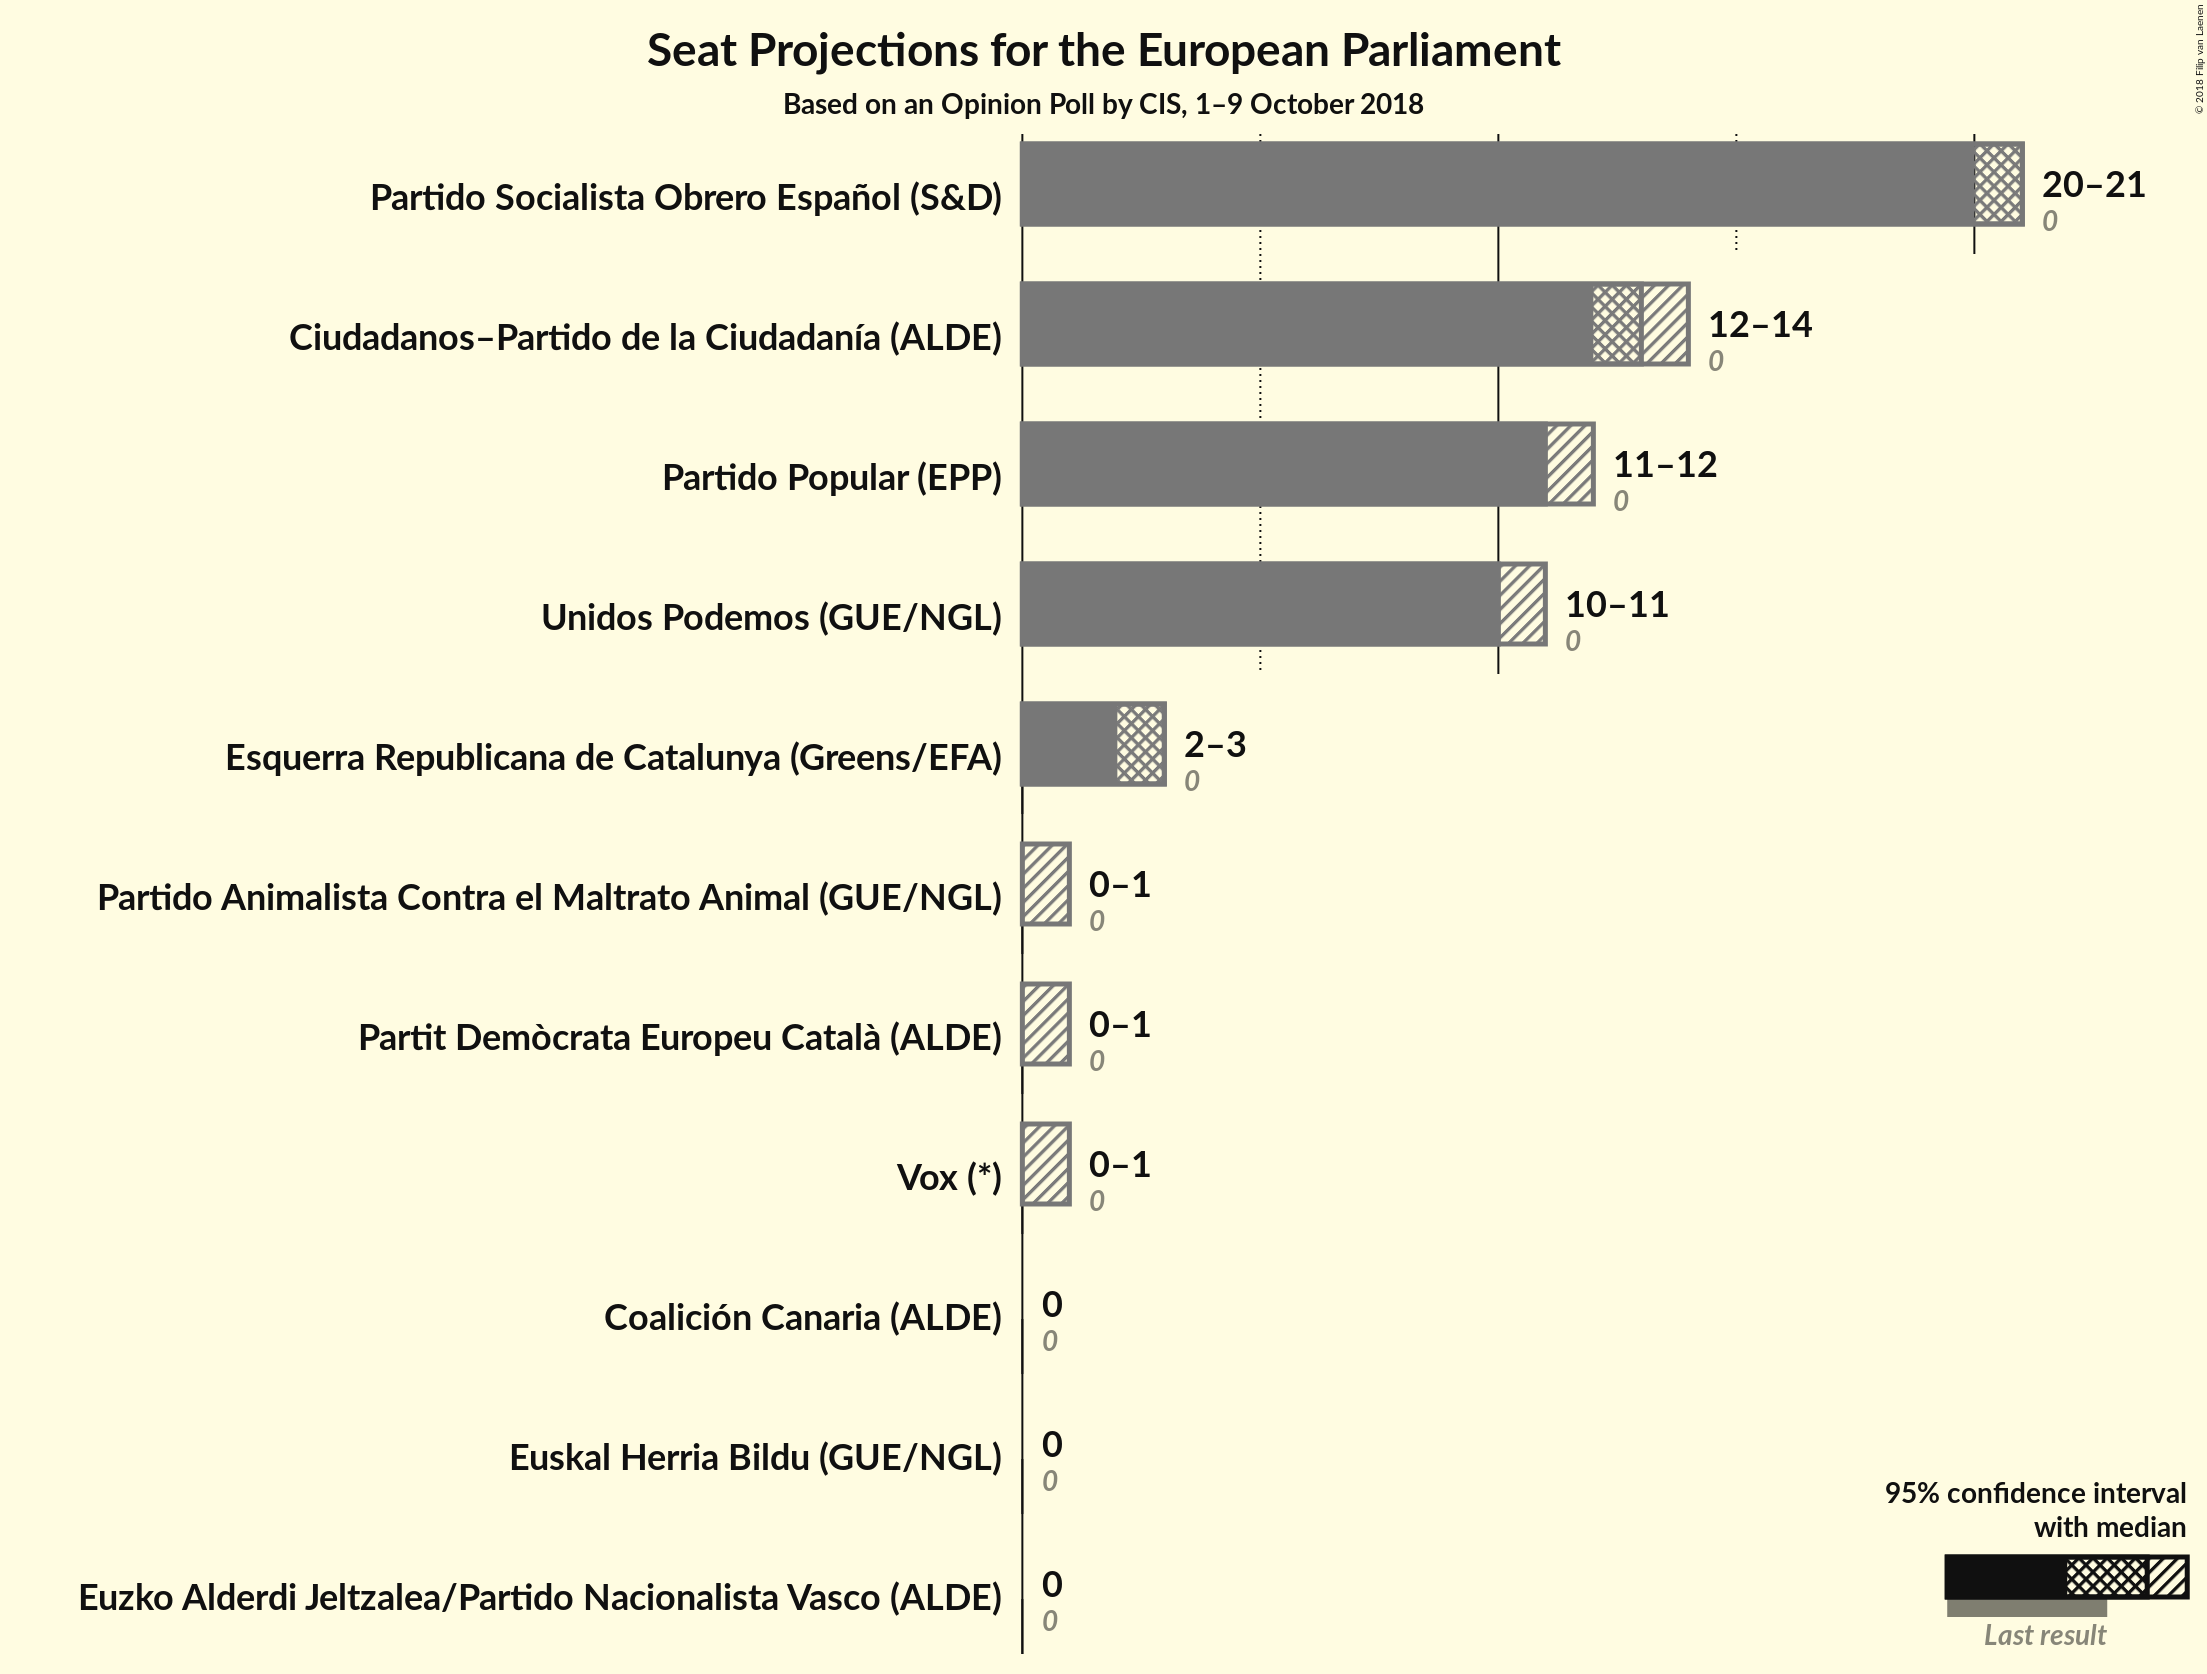 Seat Projections for the European Parliament
Based on an Opinion Poll by CIS, 1–9 October 2018
© 2018 Filip van Laenen
Partido Socialista Obrero Español (S&D)
20–21
0
Ciudadanos–Partido de la Ciudadanía (ALDE)
12–14
0
Partido Popular (EPP)
11–12
0
Unidos Podemos (GUE/NGL)
10–11
0
Esquerra Republicana de Catalunya (Greens/EFA)
2–3
0
Partido Animalista Contra el Maltrato Animal (GUE/NGL)
0–1
0
Partit Demòcrata Europeu Català (ALDE)
0–1
0
Vox (*)
0–1
0
Coalición Canaria (ALDE)
0
0
Euskal Herria Bildu (GUE/NGL)
0
0
Euzko Alderdi Jeltzalea/Partido Nacionalista Vasco (ALDE)
0
0
95% confidence interval
with median
Last result